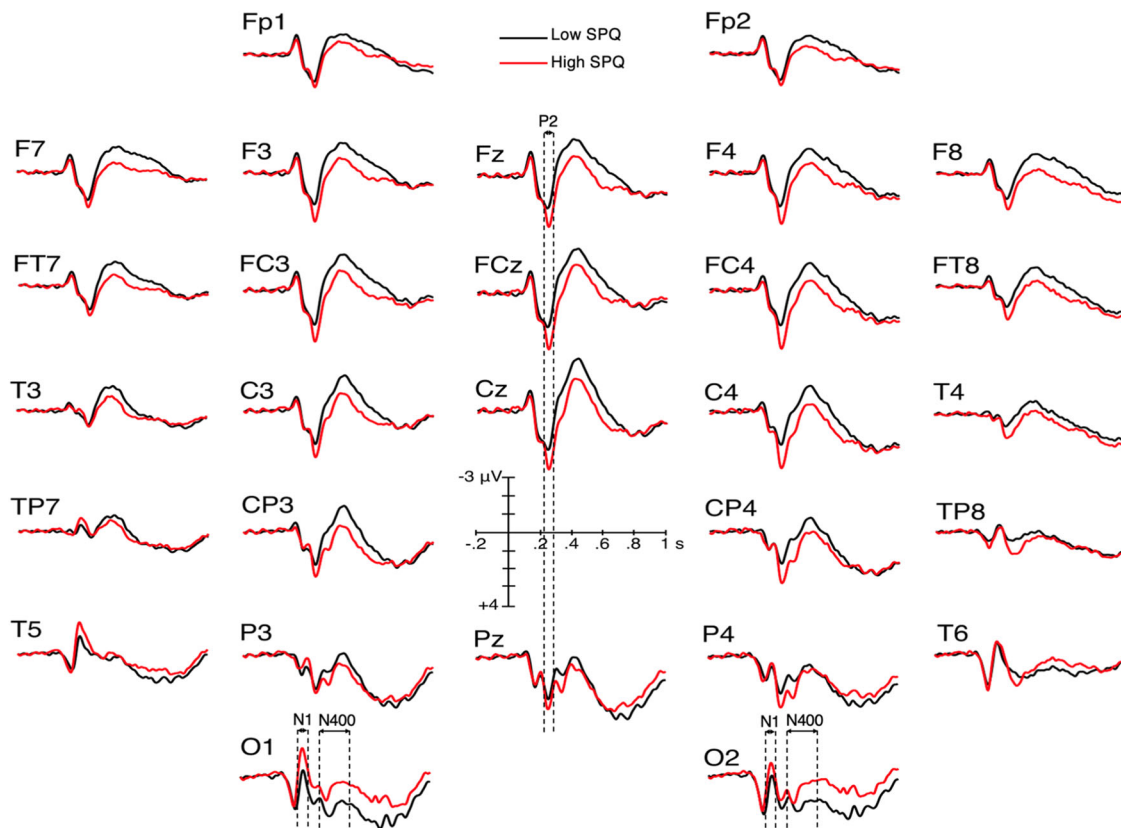 Fp1 Low SPQ Fp2
High SPQ
P2
F7 F3 Fz F4 F8
FT7 FC3 FCz FC4 FT8
T3 C3 Cz C4 T4
-3 µV
TP7 CP3 CP4 TP8
-.2 .2 .4 .6 .8 1 s
+4
T5 P3 Pz P4 T6
N1 N400 N1 N400
O1 O2